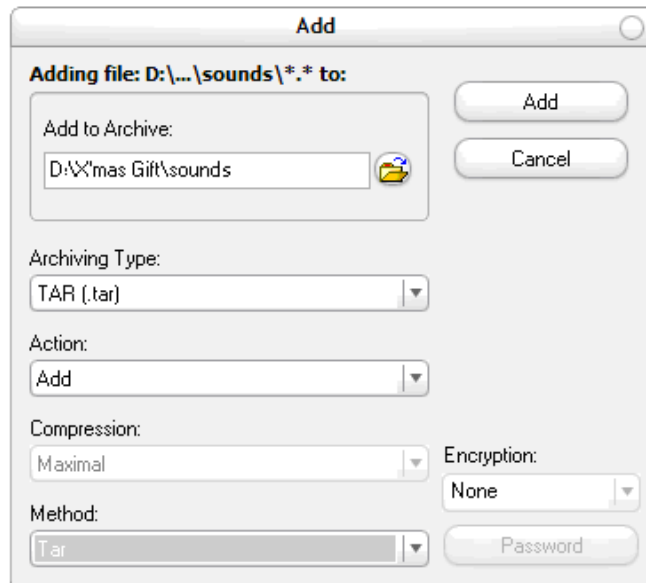 Add
Adding file: D:\...\sounds\*.* to:
Add to Archive:
D:\X'mas Gift\sounds
Add
Cancel
Archiving Type:
TAR (.tar)
Action:
Add
Compression:
Maximal
Encryption:
None
Method:
Tar
Password